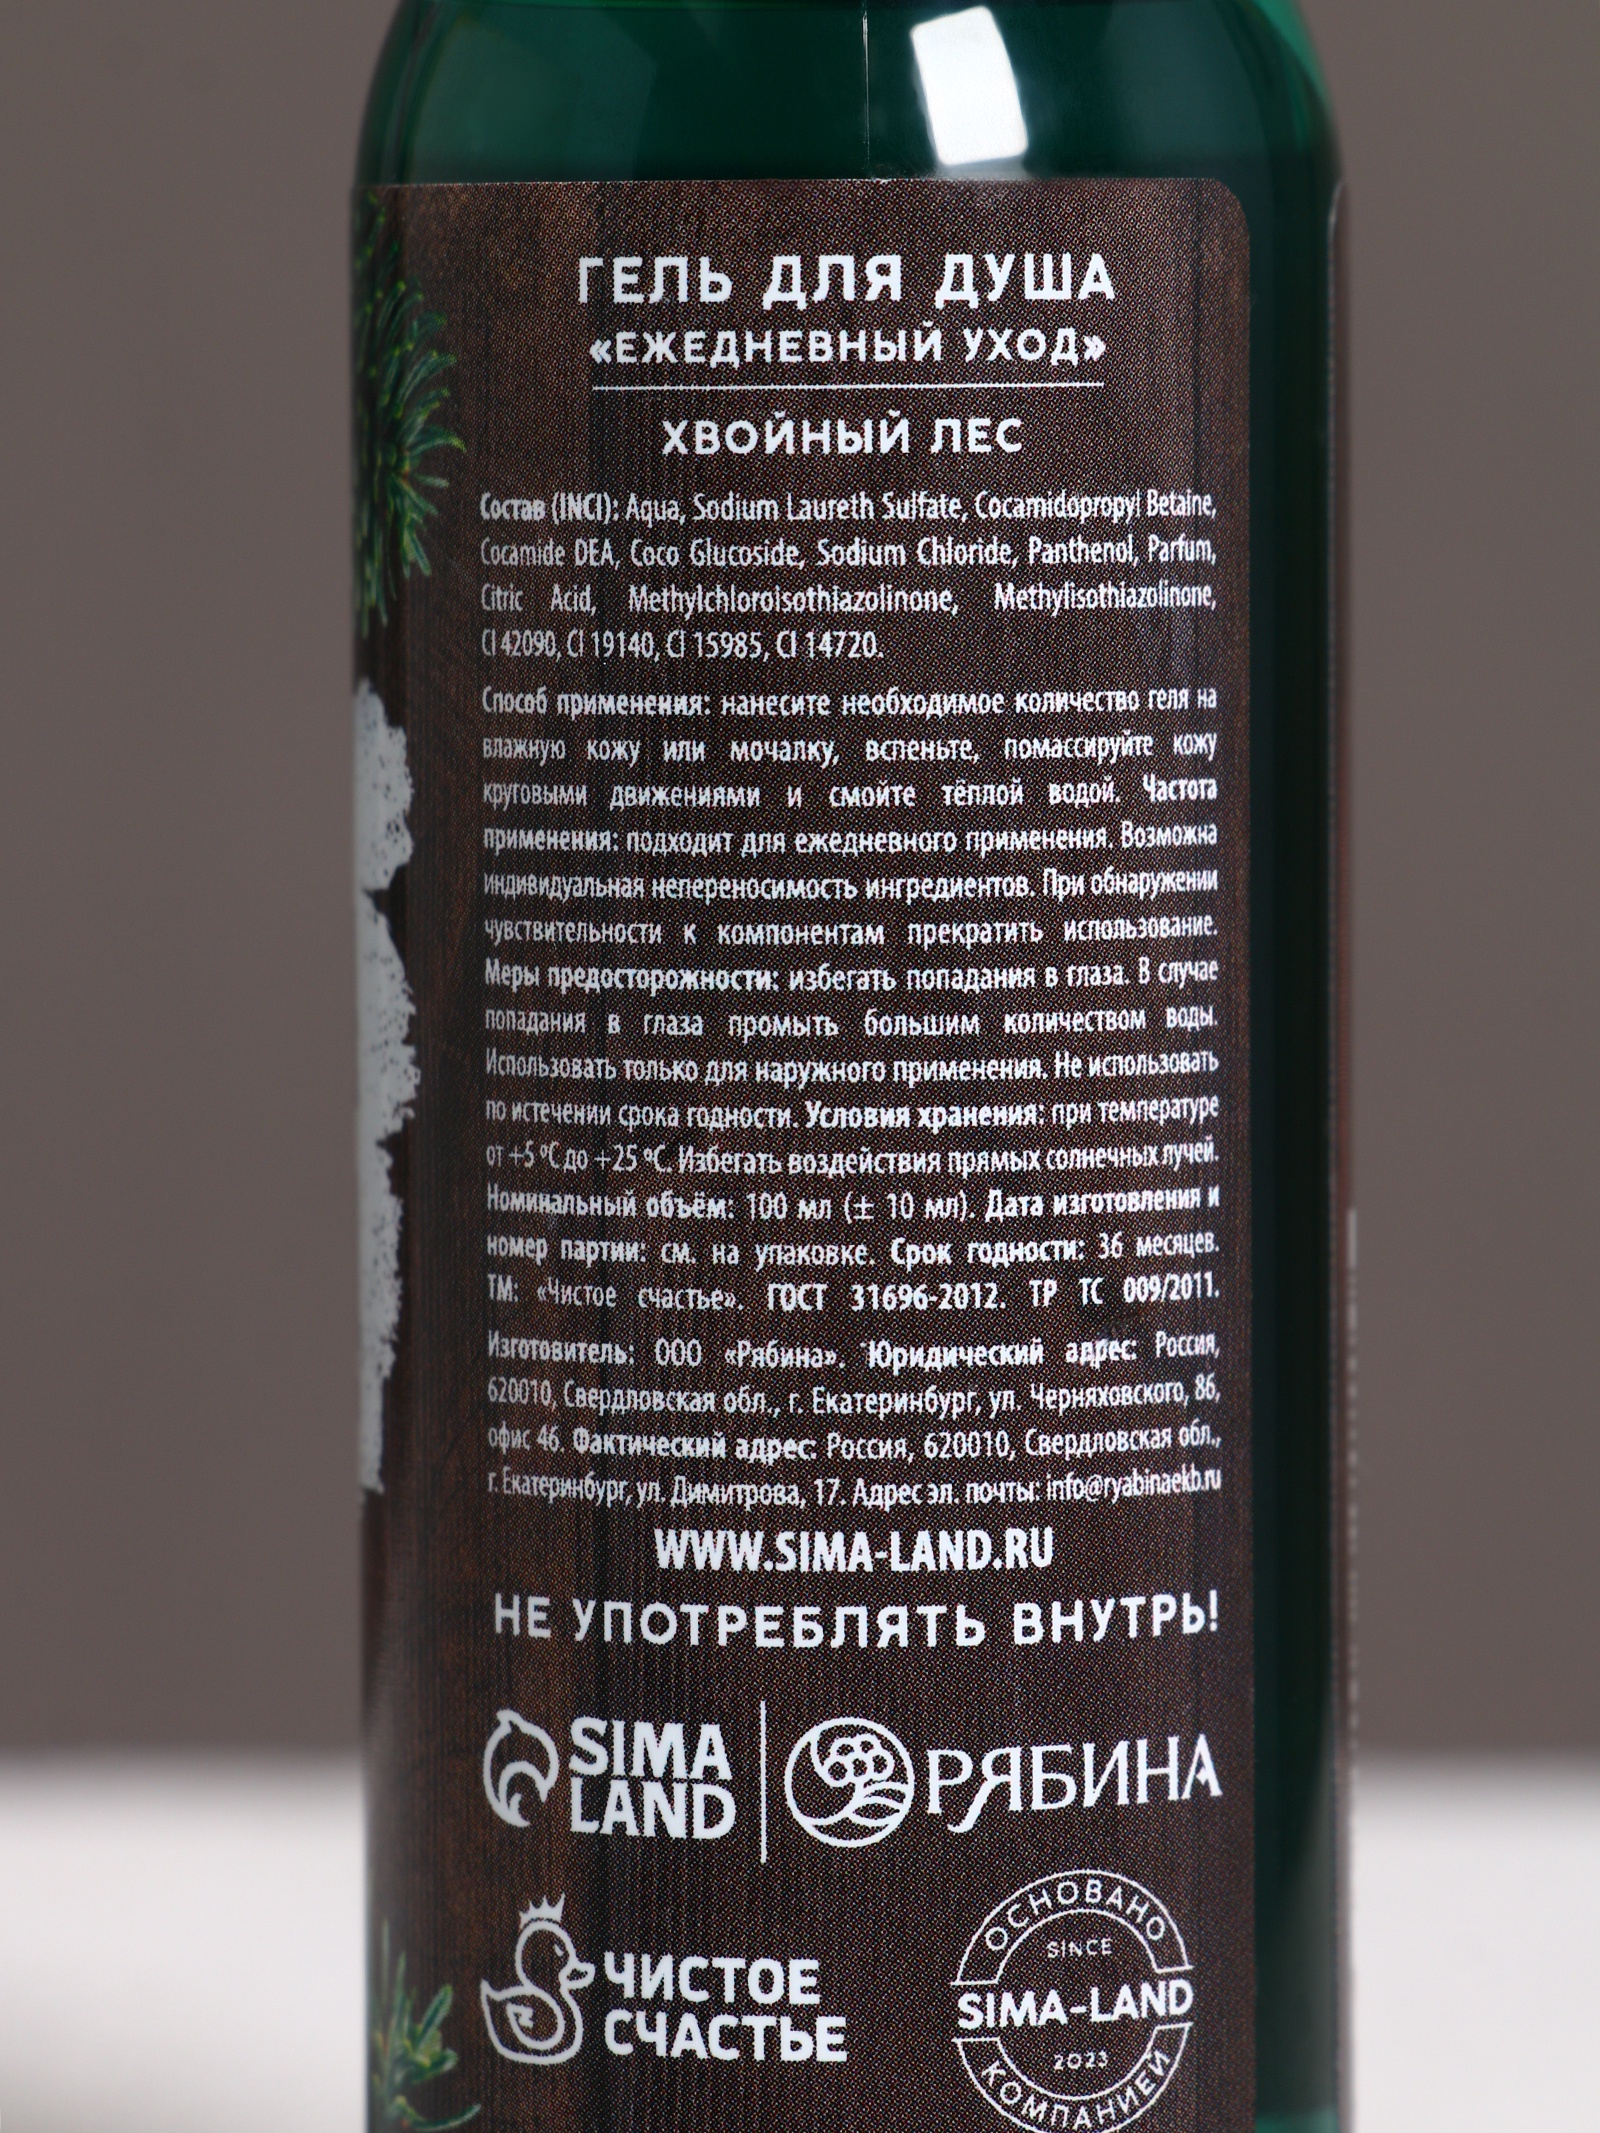 ГЕЛЬ ДЛЯ ДУША
«ЕЖЕДНЕВНЫЙ УХОД»
ХВОЙНЫЙ ЛЕС
Состав (INCI): Aqua, Sodium Laureth Sulfate, Cocamidopropyl Betaine,
Cocamide DEA, Coco Glucoside, Sodium Chloride, Panthenol, Parfum,
Citric Acid, Methylchloroisothiazolinone, Methylisothiazolinone,
CI 42090, CI 19140, CI 15985, CI 14720.
Способ применения: нанесите необходимое количество геля на
влажную кожу или мочалку, вспеньте, помассируйте кожу
круговыми движениями и смойте тёплой водой. Частота
применения: подходит для ежедневного применения. Возможна
индивидуальная непереносимость ингредиентов. При обнаружении
чувствительности к компонентам прекратить использование.
Меры предосторожности: избегать попадания в глаза. В случае
попадания в глаза промыть большим количеством воды.
Использовать только для наружного применения. Не использовать
по истечении срока годности. Условия хранения: при температуре
от +5 °C до +25 °C. Избегать воздействия прямых солнечных лучей.
Номинальный объём: 100 мл (± 10 мл). Дата изготовления и
номер партии: см. на упаковке. Срок годности: 36 месяцев.
ТМ: «Чистое счастье». ГОСТ 31696-2012. ТР ТС 009/2011.
Изготовитель: ООО «Рябина». Юридический адрес: Россия,
620010, Свердловская обл., г. Екатеринбург, ул. Черняховского, 86,
офис 46. Фактический адрес: Россия, 620010, Свердловская обл.,
г. Екатеринбург, ул. Димитрова, 17. Адрес эл. почты: info@ryabinaekb.ru
WWW.SIMA-LAND.RU
НЕ УПОТРЕБЛЯТЬ ВНУТРЬ!
SIMA
LAND
РЯБИНА
ЧИСТОЕ
СЧАСТЬЕ
ОСНОВАНО
SINCE
SIMA-LAND
2023
КОМПАНИЕЙ